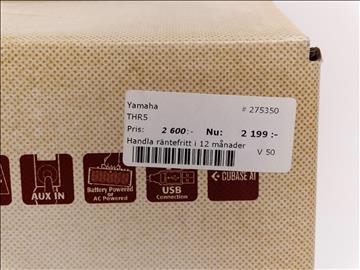 Yamaha # 275350
THR5
Pris: 2 600:- Nu: 2 199 :-
Handla räntefritt i 12 månader
V 50
AUX IN
Battery Powered
or
AC Powered
USB
Connection
CUBASE AI